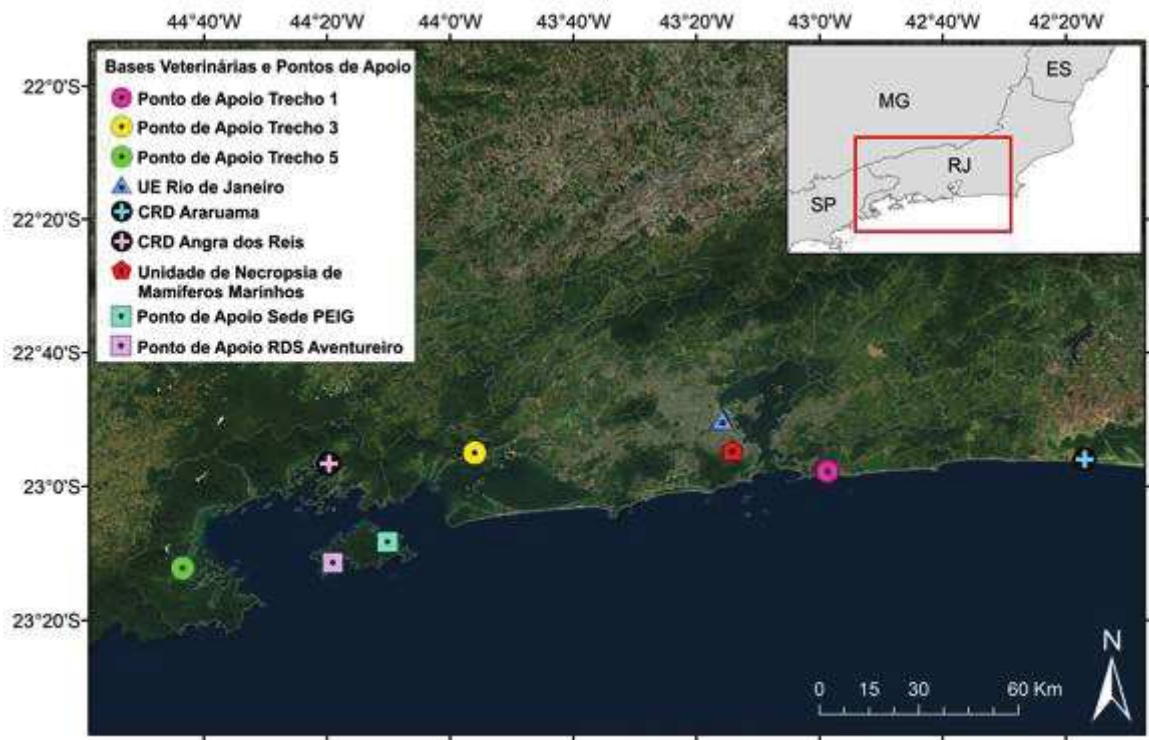 44°40'W 44°20'W 44°0'W 43°40'W 43°20'W 43°0'W 42°40'W 42°20'W
22°0'S
22°20'S
22°40'S
23°0'S
23°20'S
Bases Veterinárias e Pontos de Apoio
Ponto de Apoio Trecho 1
Ponto de Apoio Trecho 3
Ponto de Apoio Trecho 5
UE Rio de Janeiro
CRD Araruama
CRD Angra dos Reis
Unidade de Necropsia de
Mamíferos Marinhos
Ponto de Apoio Sede PEIG
Ponto de Apoio RDS Aventureiro
ES
MG
RJ
SP
N
0 15 30 60 Km